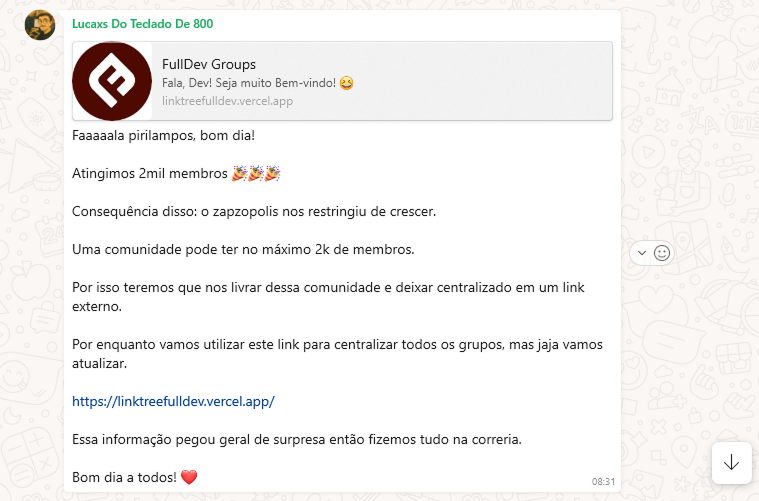 Lucaxs Do Teclado De 800
FullDev Groups
Fala, Dev! Seja muito Bem-vindo! 😆
linktreefulldev.vercel.app
Faaaaala pirilampos, bom dia!
Atingimos 2mil membros 🎉🎉🎉
Consequência disso: o zapzopolis nos restringiu de crescer.
Uma comunidade pode ter no máximo 2k de membros.
Por isso teremos que nos livrar dessa comunidade e deixar centralizado em um link
externo.
Por enquanto vamos utilizar este link para centralizar todos os grupos, mas jaja vamos
atualizar.
https://linktreefulldev.vercel.app/
Essa informação pegou geral de surpresa então fizemos tudo na correria.
Bom dia a todos! ❤️
08:31